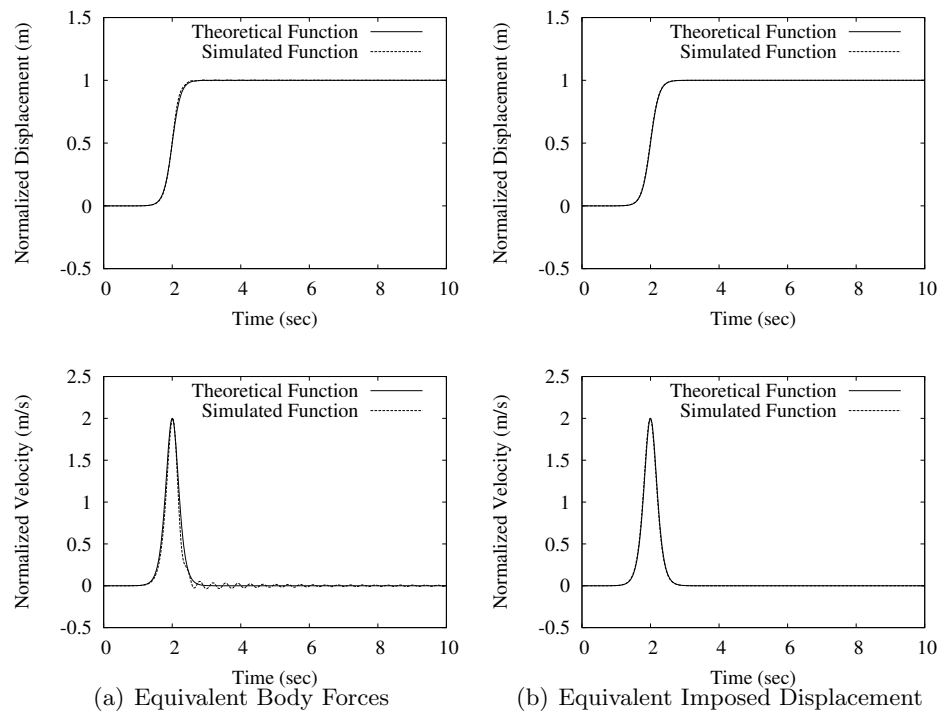 Normalized Displacement (m)
1.5
1
0.5
0
-0.5
Theoretical Function
Simulated Function
0 2 4 6 8 10
Time (sec)
Normalized Displacement (m)
1.5
1
0.5
0
-0.5
Theoretical Function
Simulated Function
0 2 4 6 8 10
Time (sec)
Normalized Velocity (m/s)
2.5
2
1.5
1
0.5
0
-0.5
Theoretical Function
Simulated Function
0 2 4 6 8 10
Time (sec)
(a) Equivalent Body Forces
Normalized Velocity (m/s)
2.5
2
1.5
1
0.5
0
-0.5
Theoretical Function
Simulated Function
0 2 4 6 8 10
Time (sec)
(b) Equivalent Imposed Displacement